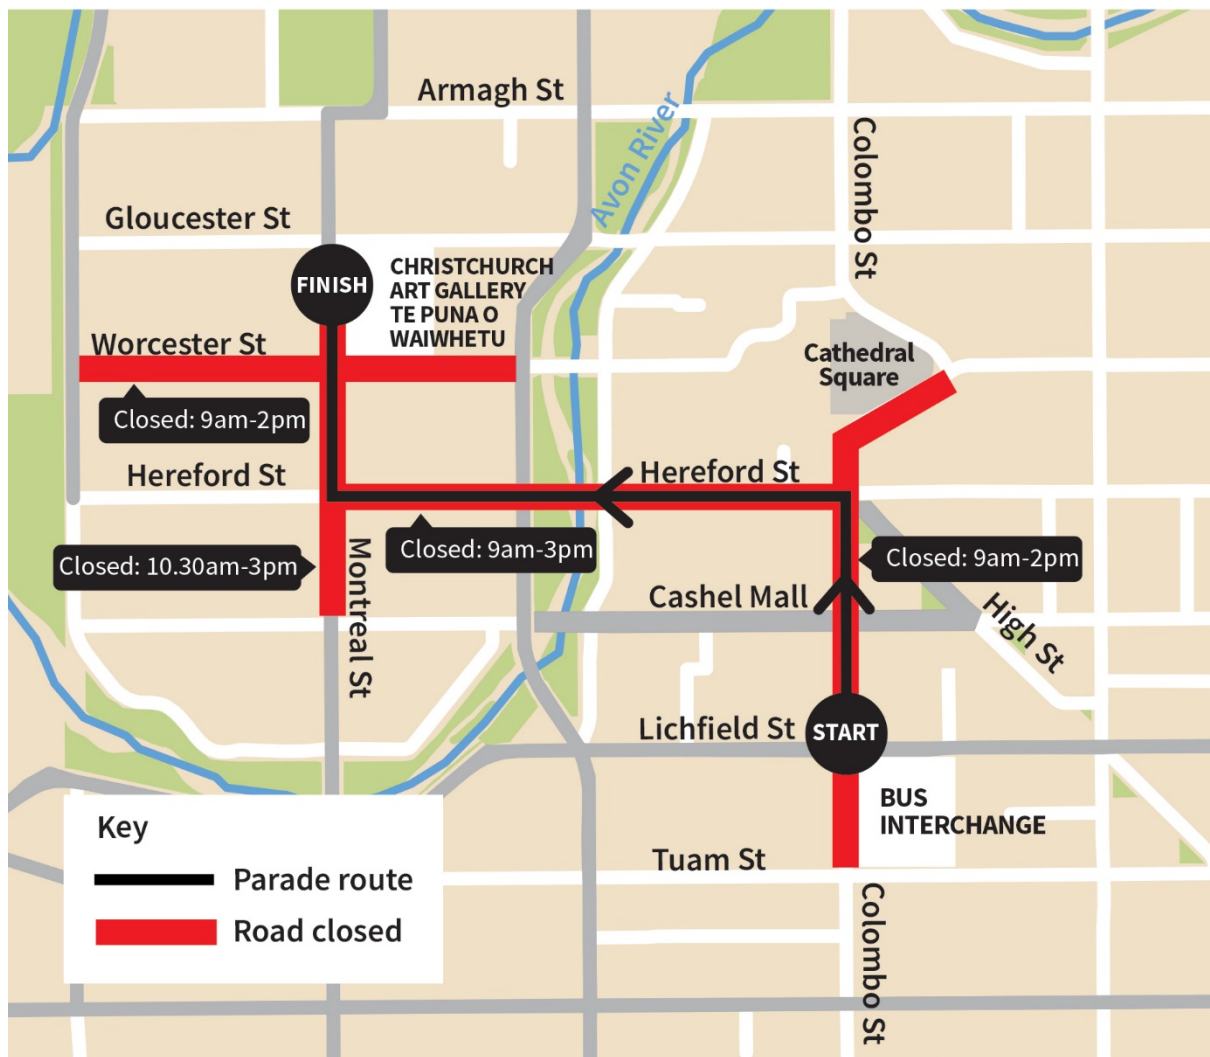 Armagh St
Avon River
Colombo St
Gloucester St
FINISH
CHRISTCHURCH
ART GALLERY
TE PUNA O
WAIWHETU
Worcester St
Cathedral
Square
Closed: 9am-2pm
Hereford St
Hereford St
Closed: 10.30am-3pm
Montreal St
Closed: 9am-3pm
Closed: 9am-2pm
Cashel Mall
High St
Lichfield St
START
BUS
INTERCHANGE
Tuam St
Colombo St
Key
Parade route
Road closed